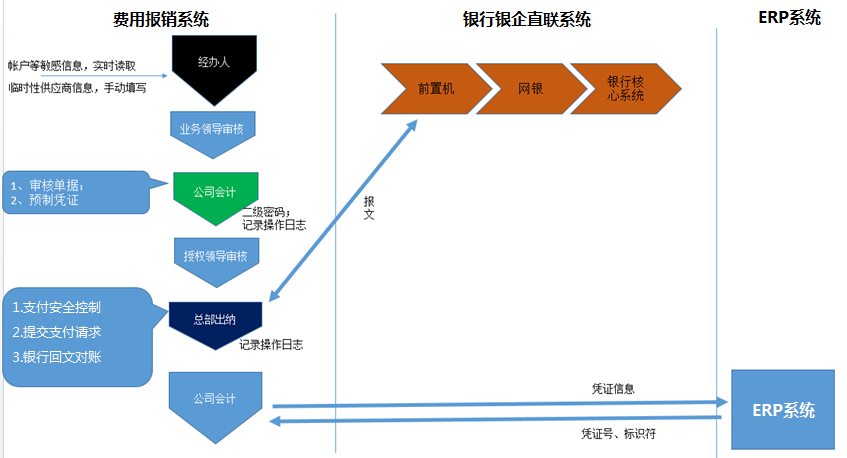 费用报销系统
银行银企直联系统
ERP系统
帐户等敏感信息，实时读取
临时性供应商信息，手动填写
经办人
前置机
网银
银行核
心系统
业务领导审核
1、审核单据；
2、预制凭证
公司会计
二级密码；
记录操作日志
报
文
授权领导审核
1.支付安全控制
2.提交支付请求
3.银行回文对账
总部出纳
记录操作日志
公司会计
凭证信息
凭证号、标识符
ERP系统